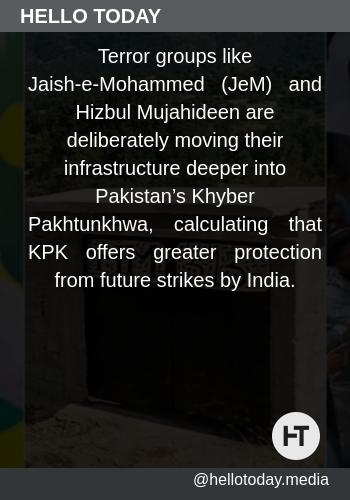 HELLO TODAY
Terror groups like
Jaish-e-Mohammed (JeM) and
Hizbul Mujahideen are
deliberately moving their
infrastructure deeper into
Pakistan’s Khyber
Pakhtunkhwa, calculating that
KPK offers greater protection
from future strikes by India.
HT
@hellotoday.media